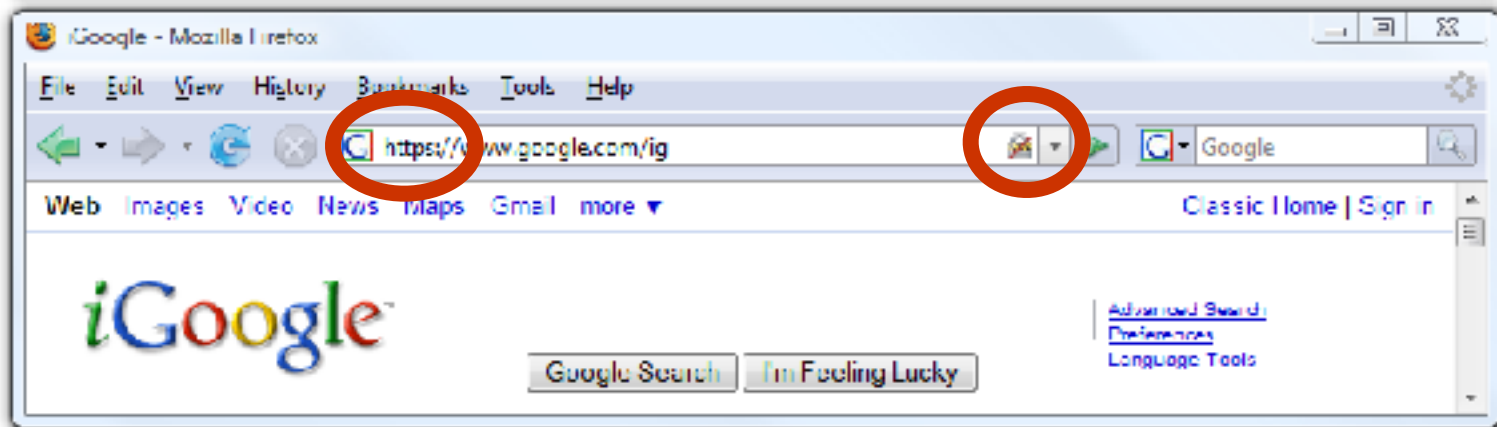 iGoogle - Mozilla Firefox
File Edit View History Bookmarks Tools Help
https://www.google.com/ig Google
Web Images Video News Maps Gmail more ▼ Classic Home | Sign in
iGoogle™
Advanced Search
Preferences
Language Tools
Google Search I'm Feeling Lucky